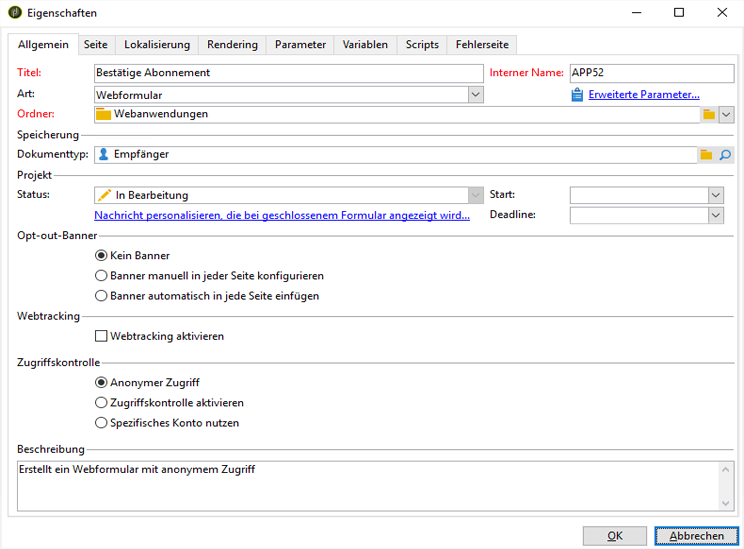 Eigenschaften
Allgemein Seite Lokalisierung Rendering Parameter Variablen Scripts Fehlerseite
Titel: Bestätige Abonnement Interner Name: APP52
Art: Webformular Erweiterte Parameter...
Ordner: Webanwendungen
Speicherung
Dokumenttyp: Empfänger
Projekt
Status: In Bearbeitung Start:
Nachricht personalisieren, die bei geschlossenem Formular angezeigt wird... Deadline:
Opt-out-Banner
Kein Banner
Banner manuell in jeder Seite konfigurieren
Banner automatisch in jede Seite einfügen
Webtracking
Webtracking aktivieren
Zugriffskontrolle
Anonymer Zugriff
Zugriffskontrolle aktivieren
Spezifisches Konto nutzen
Beschreibung
Erstellt ein Webformular mit anonymem Zugriff
OK Abbrechen